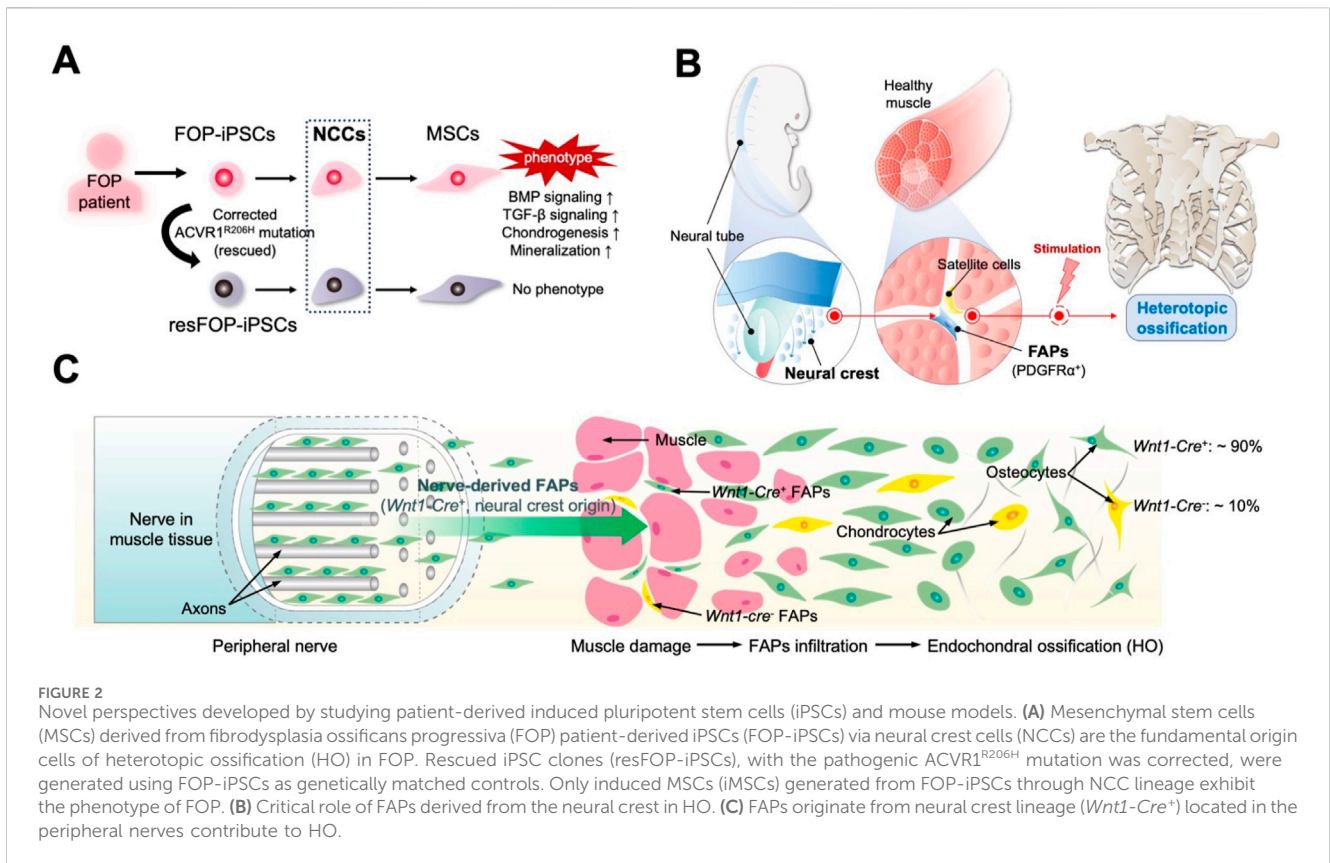 A
FOP
patient
FOP-iPSCs
NCCs
MSCs
phenotype
BMP signaling ↑
TGF-β signaling ↑
Chondrogenesis ↑
Mineralization ↑
Corrected
ACVR1R206H mutation
(rescued)
resFOP-iPSCs
No phenotype
B
Healthy
muscle
Neural tube
Satellite cells
Stimulation
Neural crest
FAPs
(PDGFRα+)
Heterotopic
ossification
C
Nerve in
muscle tissue
Axons
Peripheral nerve
Nerve-derived FAPs
(Wnt1-Cre+, neural crest origin)
Muscle
Wnt1-Cre+ FAPs
Wnt1-cre- FAPs
Chondrocytes
Osteocytes
Wnt1-Cre+: ~ 90%
Wnt1-Cre-: ~ 10%
Muscle damage → FAPs infiltration → Endochondral ossification (HO)
FIGURE 2
Novel perspectives developed by studying patient-derived induced pluripotent stem cells (iPSCs) and mouse models. (A) Mesenchymal stem cells
(MSCs) derived from fibrodysplasia ossificans progressiva (FOP) patient-derived iPSCs (FOP-iPSCs) via neural crest cells (NCCs) are the fundamental origin
cells of heterotopic ossification (HO) in FOP. Rescued iPSC clones (resFOP-iPSCs), with the pathogenic ACVR1R206H mutation was corrected, were
generated using FOP-iPSCs as genetically matched controls. Only induced MSCs (iMSCs) generated from FOP-iPSCs through NCC lineage exhibit
the phenotype of FOP. (B) Critical role of FAPs derived from the neural crest in HO. (C) FAPs originate from neural crest lineage (Wnt1-Cre+) located in the
peripheral nerves contribute to HO.